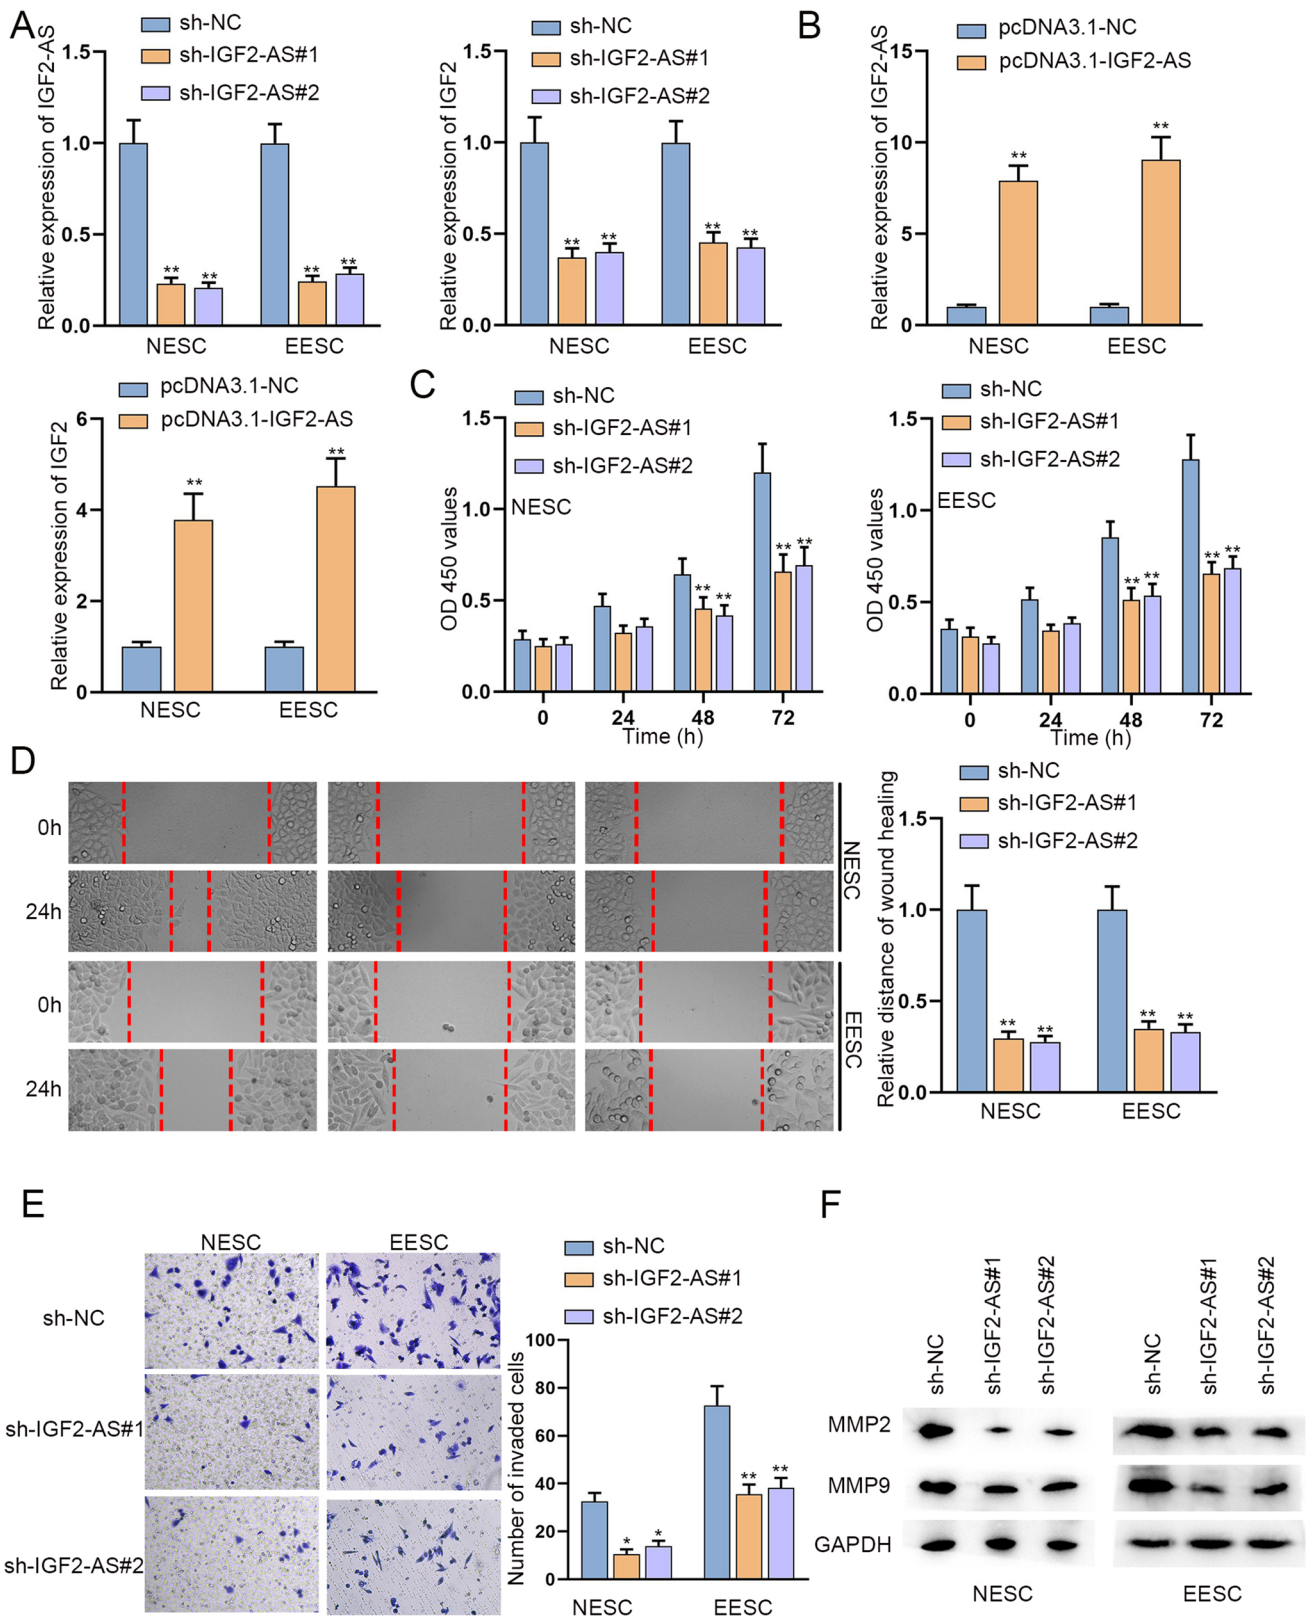 A
sh-NC
sh-IGF2-AS#1
sh-IGF2-AS#2
Relative expression of IGF2-AS
1.5
1.0
0.5
0.0
** ** ** **
NESC EESC
sh-NC
sh-IGF2-AS#1
sh-IGF2-AS#2
Relative expression of IGF2
1.5
1.0
0.5
0.0
** ** ** **
NESC EESC
B
pcDNA3.1-NC
pcDNA3.1-IGF2-AS
Relative expression of IGF2-AS
15
10
5
0
** **
NESC EESC
pcDNA3.1-NC
pcDNA3.1-IGF2-AS
Relative expression of IGF2
6
4
2
0
** **
NESC EESC
C
sh-NC
sh-IGF2-AS#1
sh-IGF2-AS#2
NESC
OD 450 values
1.5
1.0
0.5
0.0
** ** ** **
0 24 48 72
Time (h)
sh-NC
sh-IGF2-AS#1
sh-IGF2-AS#2
EESC
OD 450 values
1.5
1.0
0.5
0.0
** ** ** **
0 24 48 72
Time (h)
D
0h
24h
NESC
0h
24h
EESC
sh-NC
sh-IGF2-AS#1
sh-IGF2-AS#2
Relative distance of wound healing
1.5
1.0
0.5
0.0
** ** ** **
NESC EESC
E
NESC EESC
sh-NC
sh-IGF2-AS#1
sh-IGF2-AS#2
sh-NC
sh-IGF2-AS#1
sh-IGF2-AS#2
Number of invaded cells
100
80
60
40
20
0
* * ** **
NESC EESC
F
sh-NC
sh-IGF2-AS#1
sh-IGF2-AS#2
sh-NC
sh-IGF2-AS#1
sh-IGF2-AS#2
MMP2
MMP9
GAPDH
NESC EESC